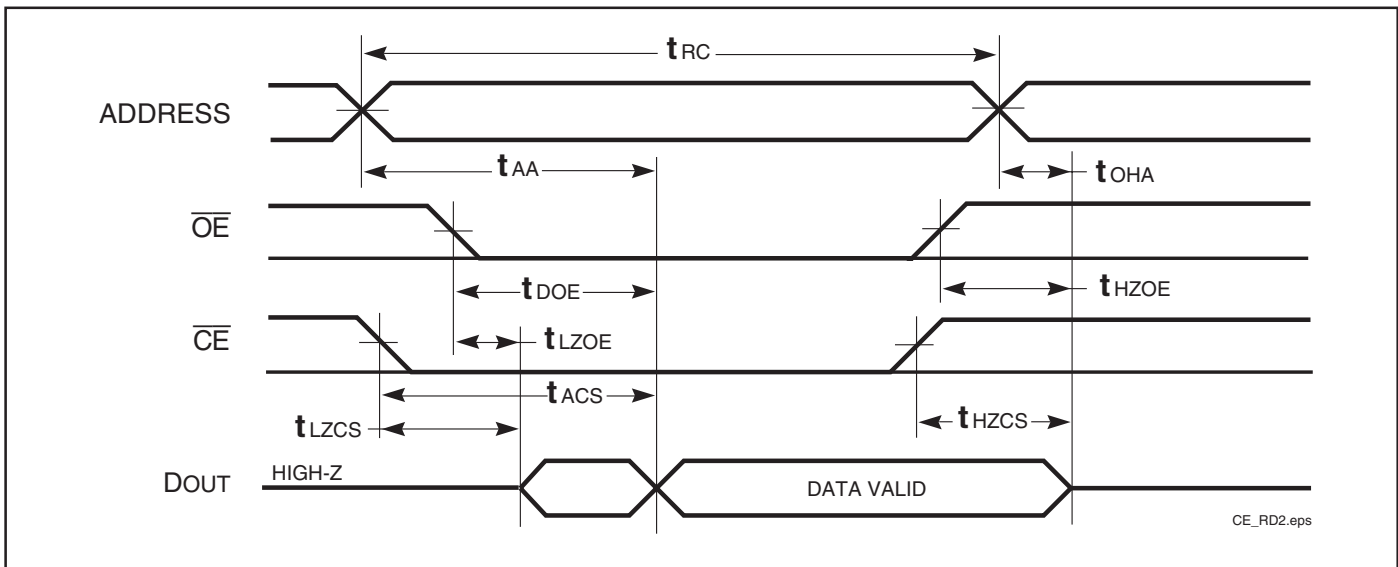 tRC
ADDRESS
tAA
tOHA
OE
tDOE
tHZOE
CE
tLZOE
tACS
tLZCS
tHZCS
DOUT
HIGH-Z
DATA VALID
CE_RD2.eps